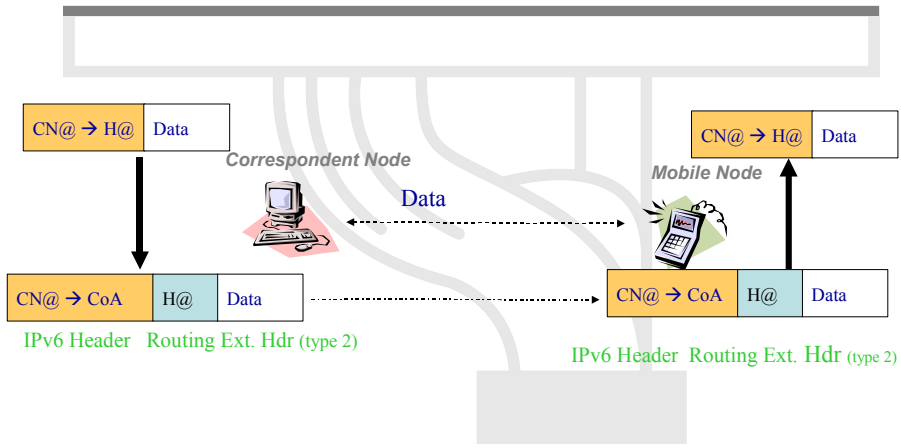 CN@ → H@ Data
CN@ → H@ Data
Correspondent Node
Mobile Node
Data
CN@ → CoA H@ Data
CN@ → CoA H@ Data
IPv6 Header Routing Ext. Hdr (type 2)
IPv6 Header Routing Ext. Hdr (type 2)